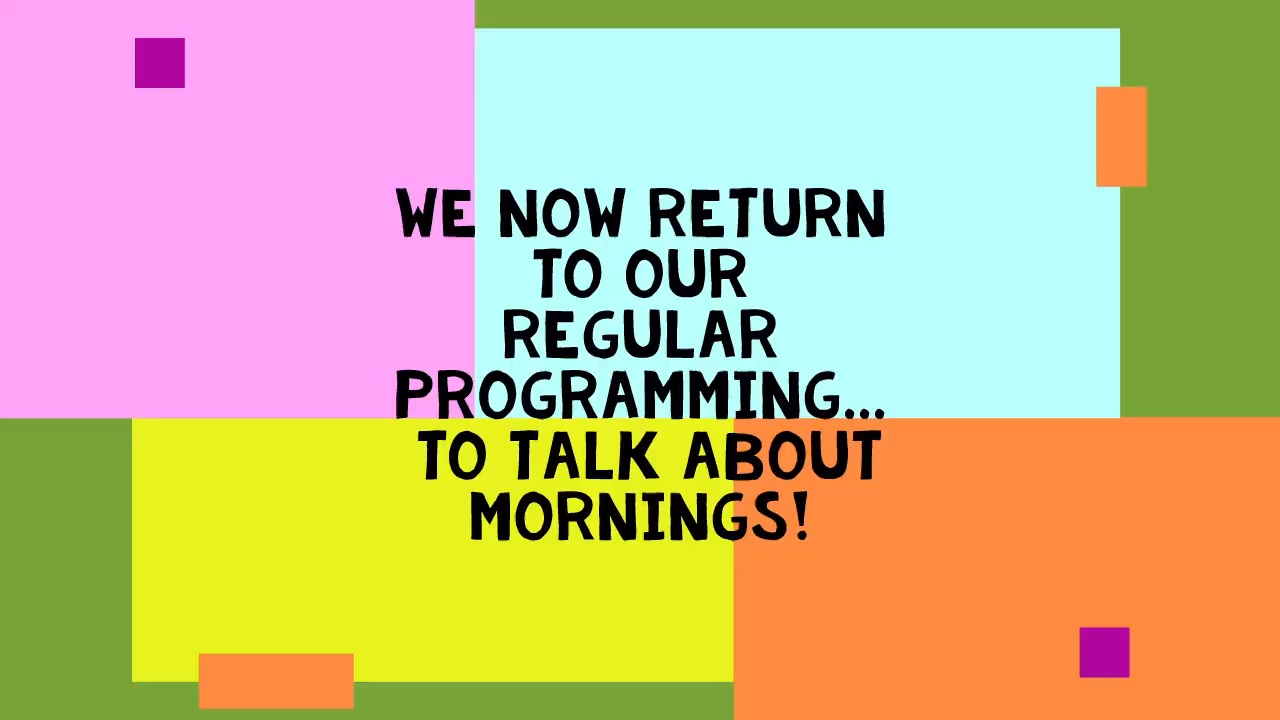 WE NOW RETURN
TO OUR
REGULAR
PROGRAMMING...
TO TALK ABOUT
MORNINGS!